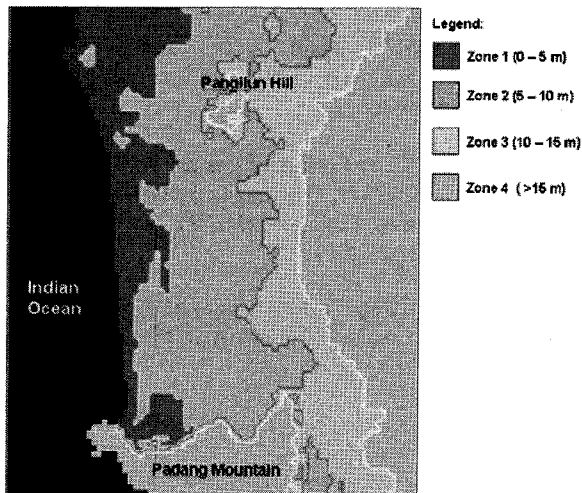 Legend:
Zone 1 (0 – 5 m)
Zone 2 (5 – 10 m)
Zone 3 (10 – 15 m)
Zone 4 (>15 m)
Pangilun Hill
Indian
Ocean
Padang Mountain